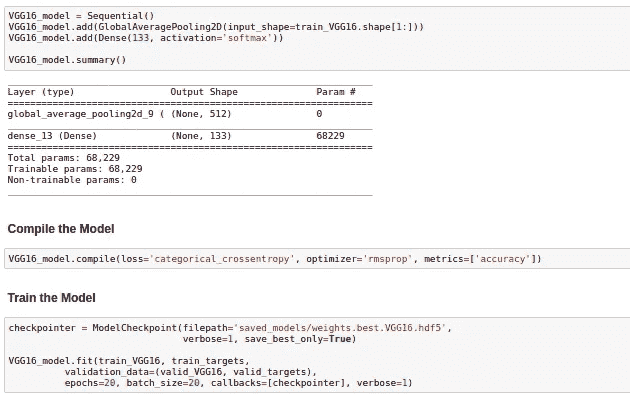 VGG16_model = Sequential()
VGG16_model.add(GlobalAveragePooling2D(input_shape=train_VGG16.shape[1:]))
VGG16_model.add(Dense(133, activation='softmax'))
VGG16_model.summary()
Layer (type) Output Shape Param #
=================================================================
global_average_pooling2d_9 ( (None, 512) 0
dense_13 (Dense) (None, 133) 68229
=================================================================
Total params: 68,229
Trainable params: 68,229
Non-trainable params: 0
Compile the Model
VGG16_model.compile(loss='categorical_crossentropy', optimizer='rmsprop', metrics=['accuracy'])
Train the Model
checkpointer = ModelCheckpoint(filepath='saved_models/weights.best.VGG16.hdf5',
verbose=1, save_best_only=True)
VGG16_model.fit(train_VGG16, train_targets,
validation_data=(valid_VGG16, valid_targets),
epochs=20, batch_size=20, callbacks=[checkpointer], verbose=1)